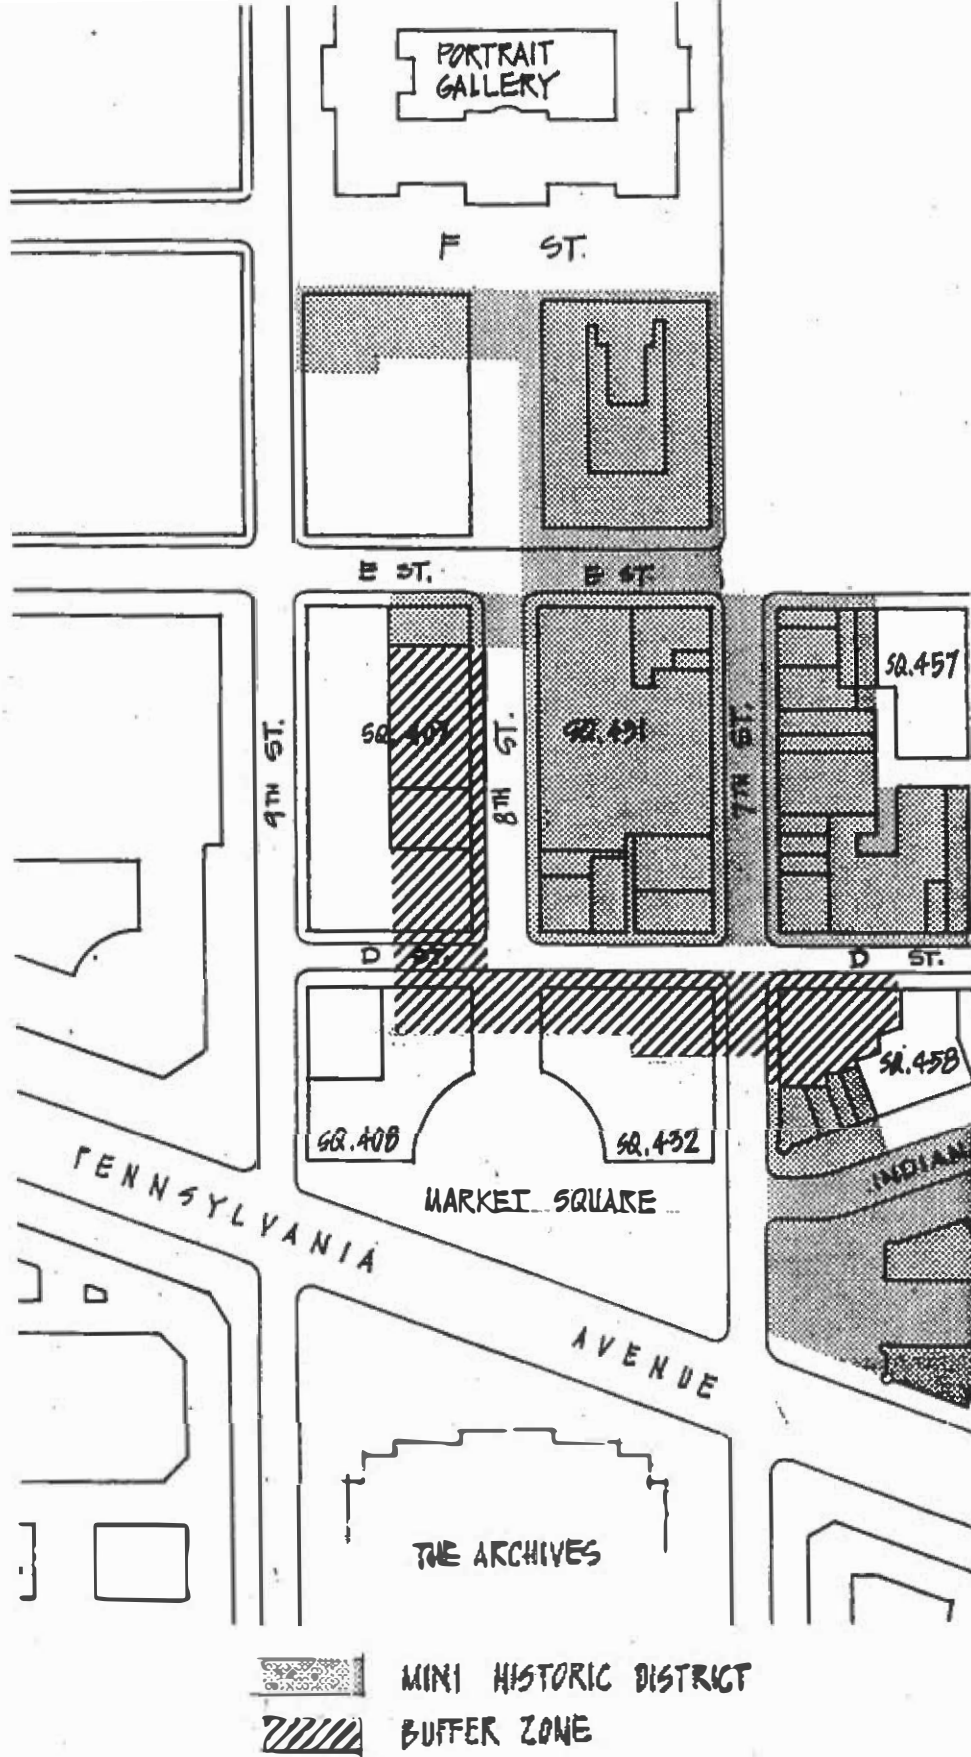 PORTRAIT
GALLERY
F ST.
E ST.
E ST.
SQ. 457
SQ. 407
SQ. 431
9TH ST.
8TH ST.
7TH ST.
D ST.
D ST.
SQ. 458
SQ. 408
SQ. 432
INDIAN
MARKET SQUARE
PENNSYLVANIA
AVENUE
THE ARCHIVES
MINI HISTORIC DISTRICT
BUFFER ZONE